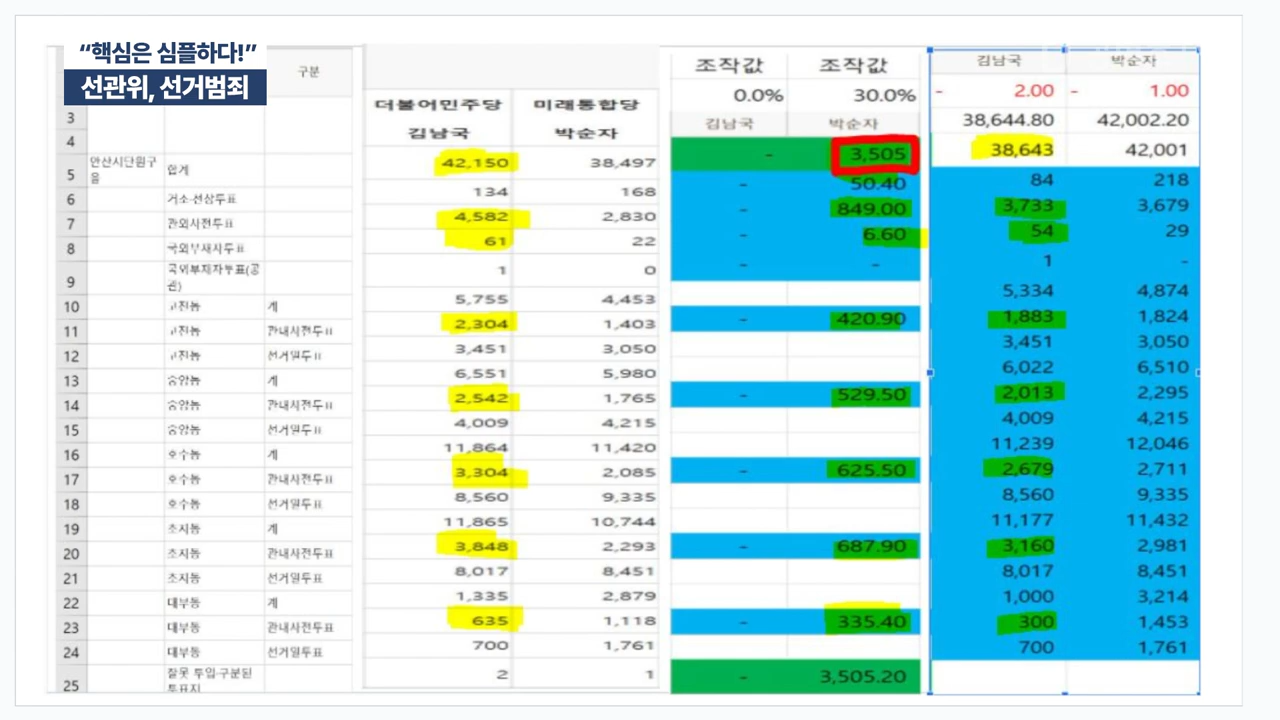 “핵심은 심플하다!”
선관위, 선거범죄
구분
더불어민주당 미래통합당
김남국 박순자
조작값 조작값
0.0% 30.0%
김남국 박순자
김남국 박순자
- 2.00 - 1.00
38,644.80 42,002.20
3
4
5 안산시단원구을 합계 42,150 38,497 - 3,505 38,643 42,001
6 거소·선상투표 134 168 - 50.40 84 218
7 관외사전투표 4,582 2,830 - 849.00 3,733 3,679
8 국외부재자투표 61 22 - 6.60 54 29
9 국외부재자투표(공관) 1 0 - - 1 -
10 고잔동 계 5,755 4,453 5,334 4,874
11 고잔동 관내사전투표 2,304 1,403 - 420.90 1,883 1,824
12 고잔동 선거일투표 3,451 3,050 3,451 3,050
13 중앙동 계 6,551 5,980 6,022 6,510
14 중앙동 관내사전투표 2,542 1,765 - 529.50 2,013 2,295
15 중앙동 선거일투표 4,009 4,215 4,009 4,215
16 호수동 계 11,864 11,420 11,239 12,046
17 호수동 관내사전투표 3,304 2,085 - 625.50 2,679 2,711
18 호수동 선거일투표 8,560 9,335 8,560 9,335
19 초지동 계 11,865 10,744 11,177 11,432
20 초지동 관내사전투표 3,848 2,293 - 687.90 3,160 2,981
21 초지동 선거일투표 8,017 8,451 8,017 8,451
22 대부동 계 1,335 2,879 1,000 3,214
23 대부동 관내사전투표 635 1,118 - 335.40 300 1,453
24 대부동 선거일투표 700 1,761 700 1,761
25 잘못 투입·구분된 투표지 2 1 - 3,505.20